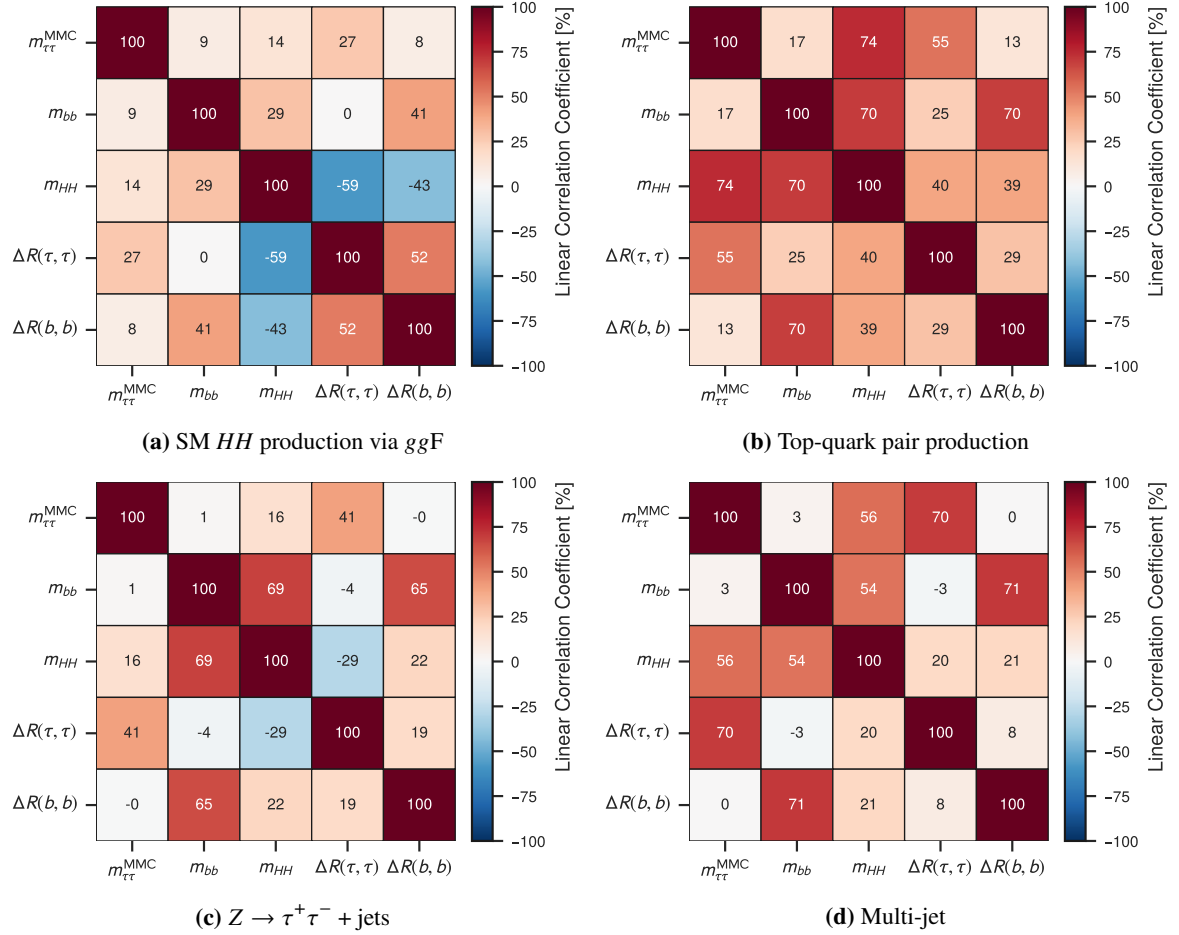 m_ττ^MMC 100 9 14 27 8
m_bb 9 100 29 0 41
m_HH 14 29 100 -59 -43
ΔR(τ, τ) 27 0 -59 100 52
ΔR(b, b) 8 41 -43 52 100
m_ττ^MMC m_bb m_HH ΔR(τ, τ) ΔR(b, b)
100
75
50
25
0
−25
−50
−75
−100
Linear Correlation Coefficient [%]
(a) SM HH production via ggF
m_ττ^MMC 100 17 74 55 13
m_bb 17 100 70 25 70
m_HH 74 70 100 40 39
ΔR(τ, τ) 55 25 40 100 29
ΔR(b, b) 13 70 39 29 100
m_ττ^MMC m_bb m_HH ΔR(τ, τ) ΔR(b, b)
100
75
50
25
0
−25
−50
−75
−100
Linear Correlation Coefficient [%]
(b) Top-quark pair production
m_ττ^MMC 100 1 16 41 -0
m_bb 1 100 69 -4 65
m_HH 16 69 100 -29 22
ΔR(τ, τ) 41 -4 -29 100 19
ΔR(b, b) -0 65 22 19 100
m_ττ^MMC m_bb m_HH ΔR(τ, τ) ΔR(b, b)
100
75
50
25
0
−25
−50
−75
−100
Linear Correlation Coefficient [%]
(c) Z → τ⁺τ⁻ + jets
m_ττ^MMC 100 3 56 70 0
m_bb 3 100 54 -3 71
m_HH 56 54 100 20 21
ΔR(τ, τ) 70 -3 20 100 8
ΔR(b, b) 0 71 21 8 100
m_ττ^MMC m_bb m_HH ΔR(τ, τ) ΔR(b, b)
100
75
50
25
0
−25
−50
−75
−100
Linear Correlation Coefficient [%]
(d) Multi-jet